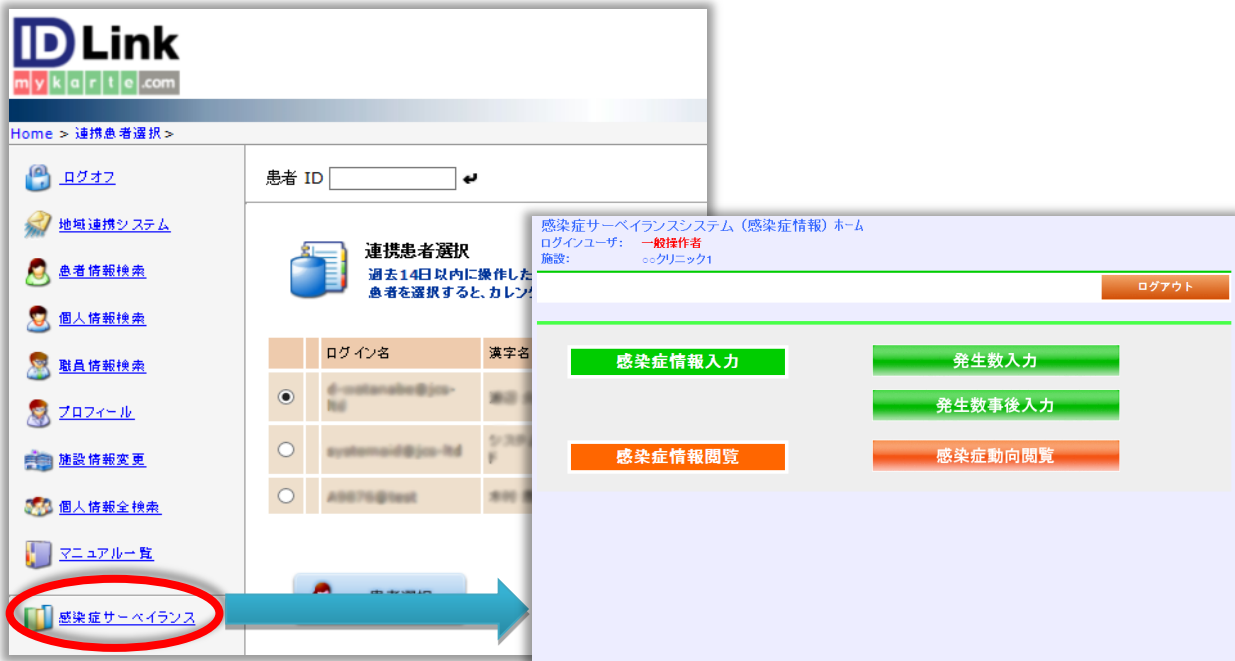 ID Link
mykarte.com
Home > 連携患者選択 >
ログオフ
地域連携システム
患者情報検索
個人情報検索
職員情報検索
プロフィール
施設情報変更
個人情報全検索
マニュアル一覧
感染症サーベイランス
患者 ID
連携患者選択
過去14日以内に操作した
患者を選択すると、カレン
ログイン名 漢字名
感染症サーベイランスシステム（感染症情報）ホーム
ログインユーザ: 一般操作者
施設: ○○クリニック1
ログアウト
感染症情報入力 発生数入力
発生数事後入力
感染症情報閲覧 感染症動向閲覧